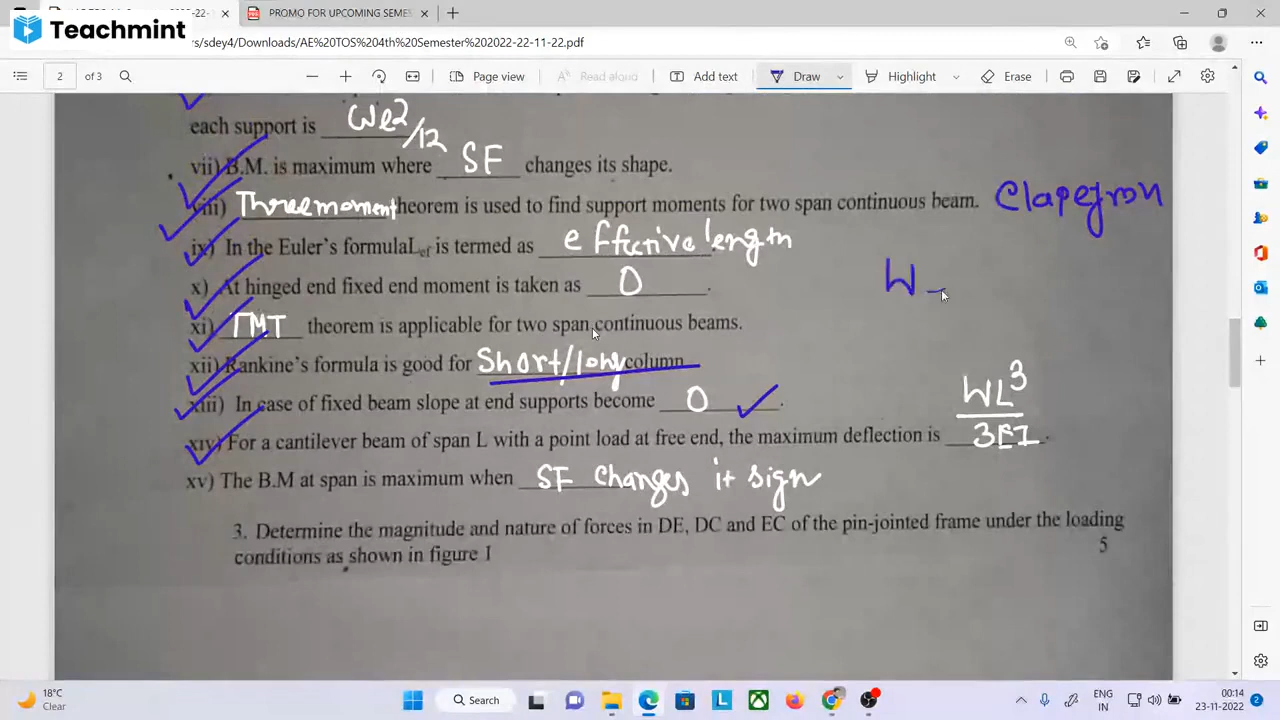 PROMO FOR UPCOMING SEMES
Teachmint
rs/sdey4/Downloads/AE%20TOS%204th%20Semester%202022-22-11-22.pdf
2 of 3 Page view Read aloud Add text Draw Highlight Erase
each support is Wl2/12
vii) B.M. is maximum where SF changes its shape.
viii) Three moment theorem is used to find support moments for two span continuous beam. Clapeyron
ix) In the Euler's formulaLef is termed as effective length
W
x) At hinged end fixed end moment is taken as 0.
xi) TMT theorem is applicable for two span continuous beams.
xii) Rankine's formula is good for Short/long column
xiii) In case of fixed beam slope at end supports become 0.
xiv) For a cantilever beam of span L with a point load at free end, the maximum deflection is WL3/3EI.
xv) The B.M at span is maximum when SF changes it sign
3. Determine the magnitude and nature of forces in DE, DC and EC of the pin-jointed frame under the loading
conditions as shown in figure I
5
18°C
Clear
Search
ENG
IN
00:14
23-11-2022
2